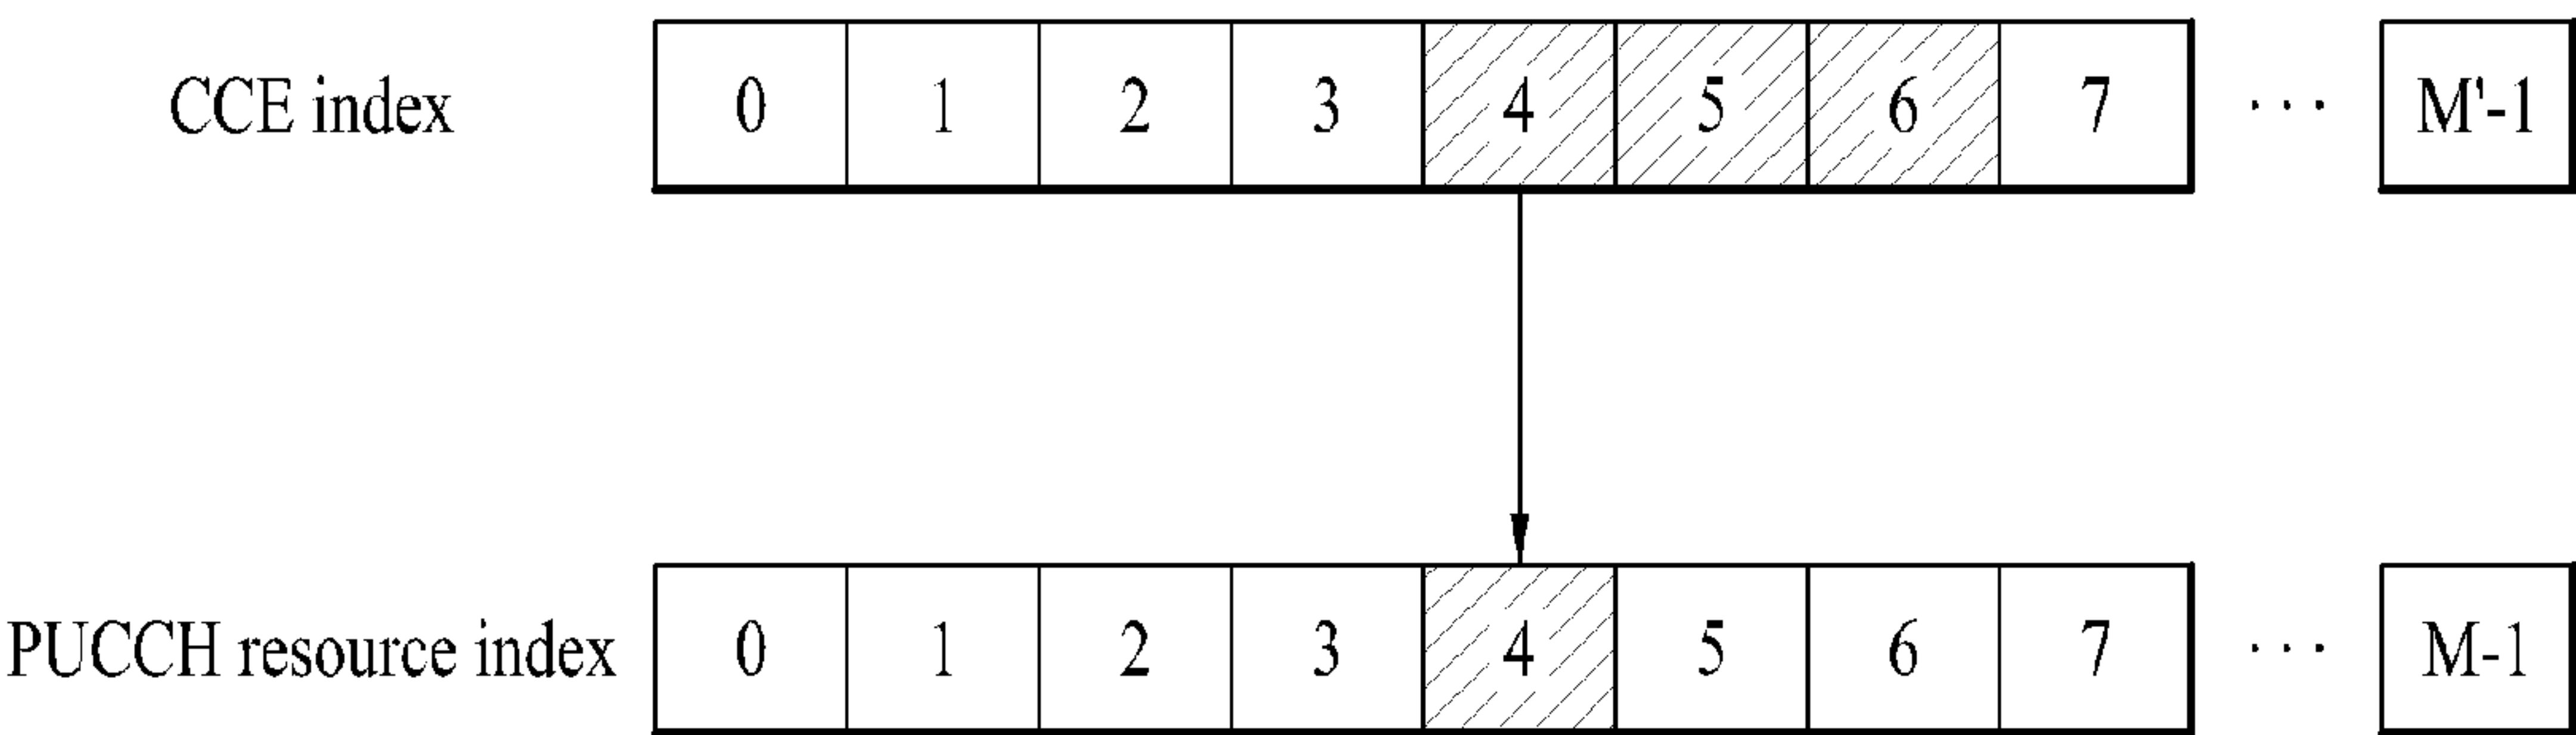 CCE index 0 1 2 3 4 5 6 7 ... M'-1
PUCCH resource index 0 1 2 3 4 5 6 7 ... M-1